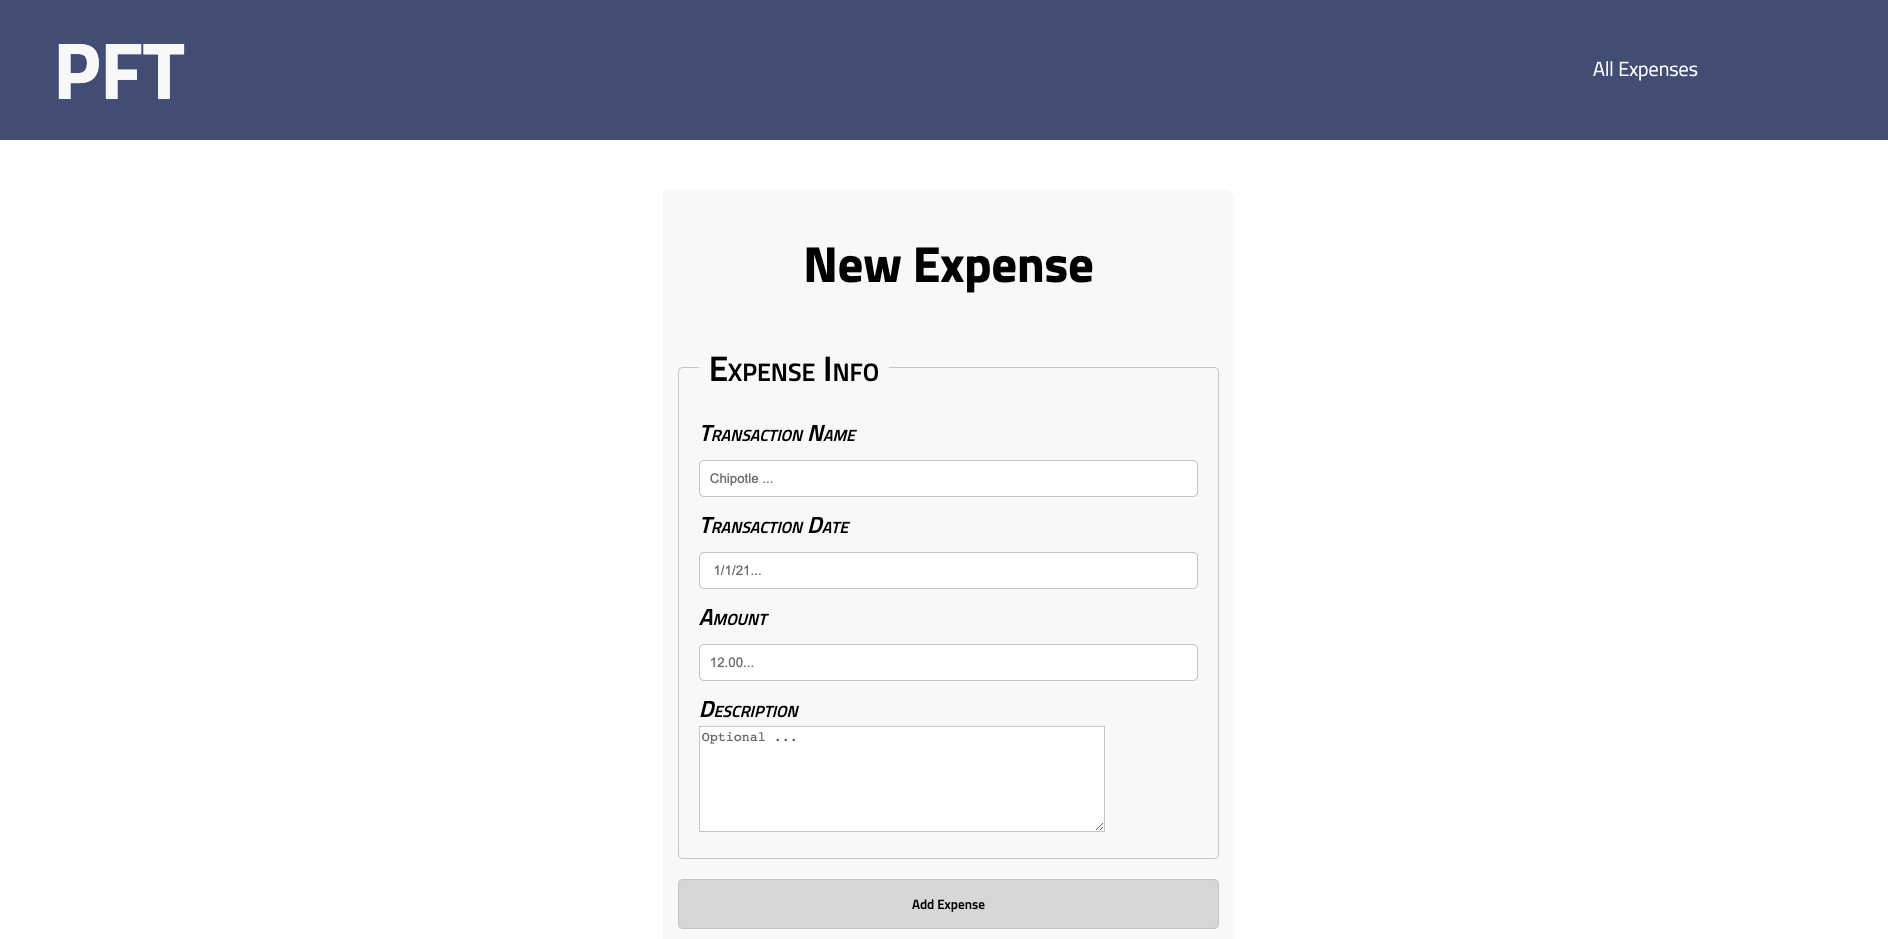 PFT
All Expenses
New Expense
Expense Info
Transaction Name
Chipotle ...
Transaction Date
1/1/21...
Amount
12.00...
Description
Optional ...
Add Expense